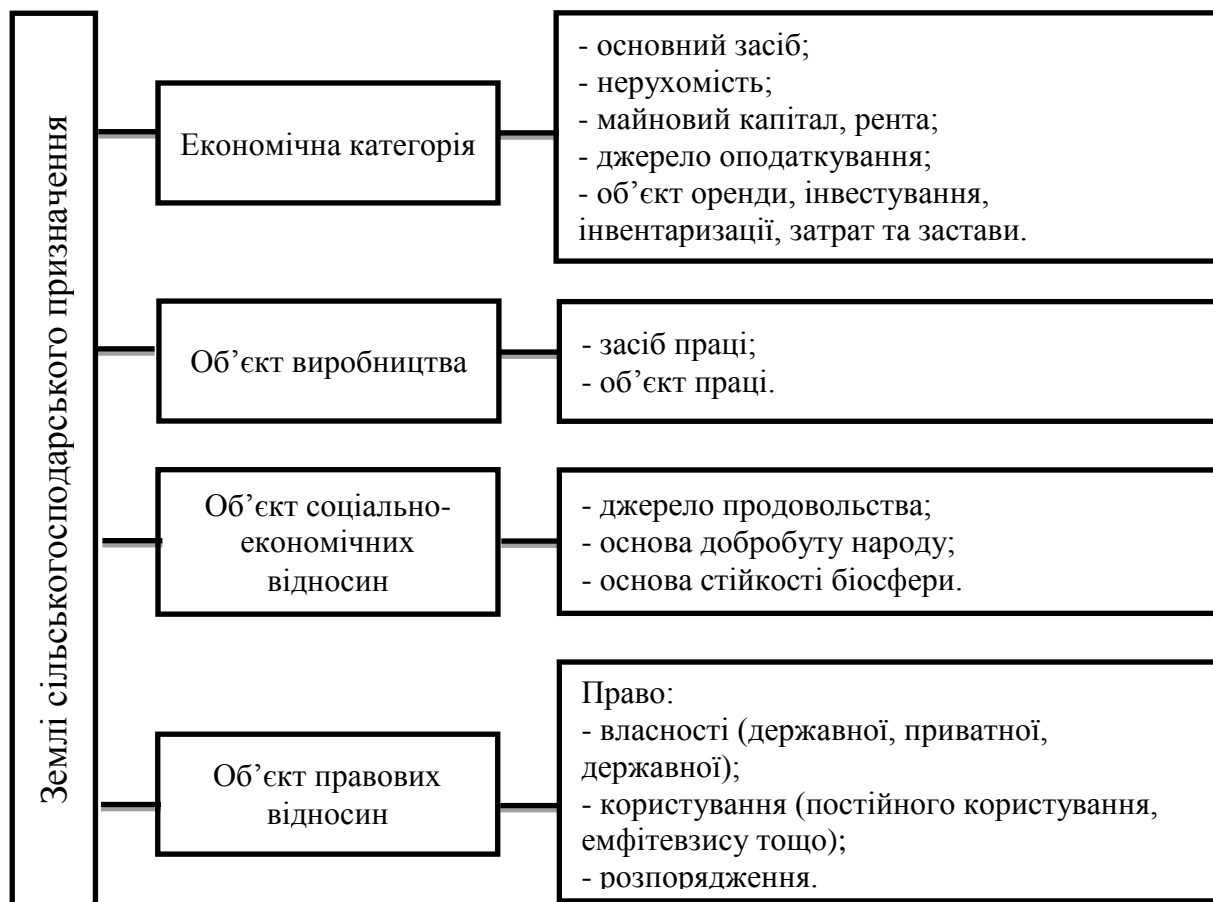 Землі сільськогосподарського призначення
Економічна категорія
- основний засіб;
- нерухомість;
- майновий капітал, рента;
- джерело оподаткування;
- об’єкт оренди, інвестування,
інвентаризації, затрат та застави.
Об’єкт виробництва
- засіб праці;
- об’єкт праці.
Об’єкт соціально-
економічних
відносин
- джерело продовольства;
- основа добробуту народу;
- основа стійкості біосфери.
Об’єкт правових
відносин
Право:
- власності (державної, приватної,
державної);
- користування (постійного користування,
емфітевзису тощо);
- розпорядження.